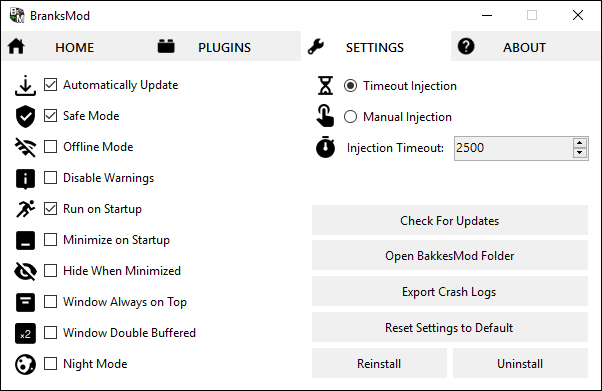 BranksMod
HOME
PLUGINS
SETTINGS
ABOUT
Automatically Update
Safe Mode
Offline Mode
Disable Warnings
Run on Startup
Minimize on Startup
Hide When Minimized
Window Always on Top
x2 Window Double Buffered
Night Mode
Timeout Injection
Manual Injection
Injection Timeout: 2500
Check For Updates
Open BakkesMod Folder
Export Crash Logs
Reset Settings to Default
Reinstall
Uninstall